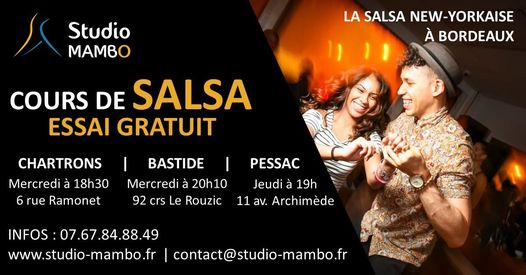 Studio
MAMBO
LA SALSA NEW-YORKAISE
À BORDEAUX
COURS DE SALSA
ESSAI GRATUIT
CHARTRONS | BASTIDE | PESSAC
Mercredi à 18h30 Mercredi à 20h10 Jeudi à 19h
6 rue Ramonet 92 crs Le Rouzic 11 av. Archimède
INFOS : 07.67.84.88.49
www.studio-mambo.fr | contact@studio-mambo.fr